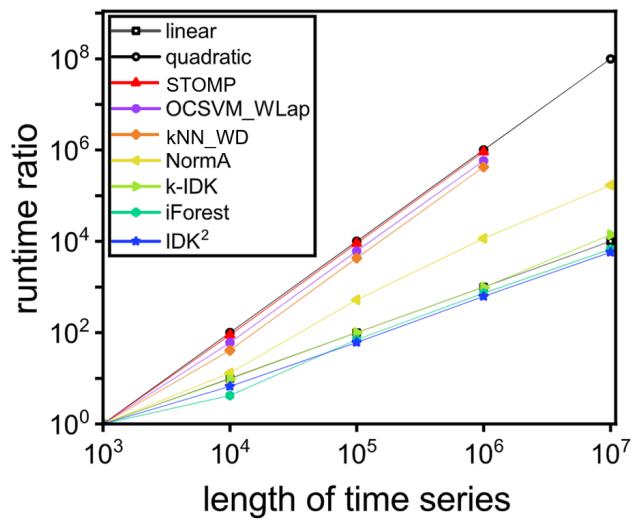 linear
quadratic
STOMP
OCSVM_WLap
kNN_WD
NormA
k-IDK
iForest
IDK²
runtime ratio
10⁸
10⁶
10⁴
10²
10⁰
10³ 10⁴ 10⁵ 10⁶ 10⁷
length of time series